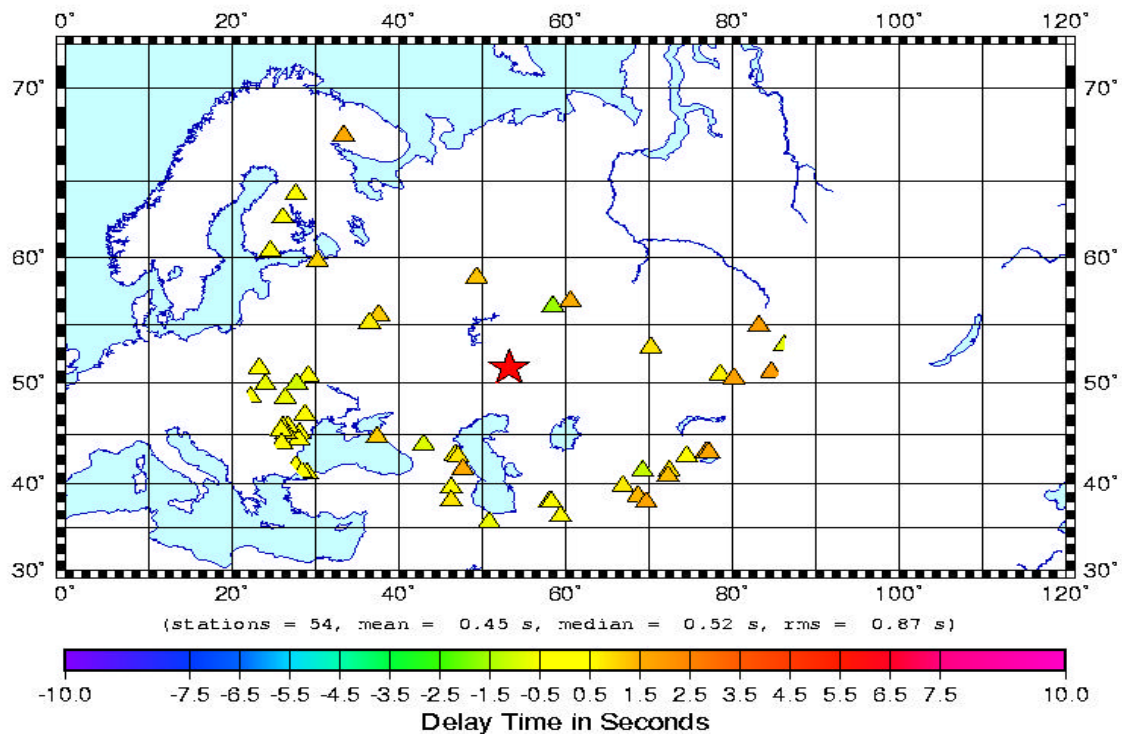 0° 20° 40° 60° 80° 100° 120°
70° 70°
60° 60°
50° 50°
40° 40°
30° 30°
0° 20° 40° 60° 80° 100° 120°
(stations = 54, mean = 0.45 s, median = 0.52 s, rms = 0.87 s)
-10.0 -7.5 -6.5 -5.5 -4.5 -3.5 -2.5 -1.5 -0.5 0.5 1.5 2.5 3.5 4.5 5.5 6.5 7.5 10.0
Delay Time in Seconds